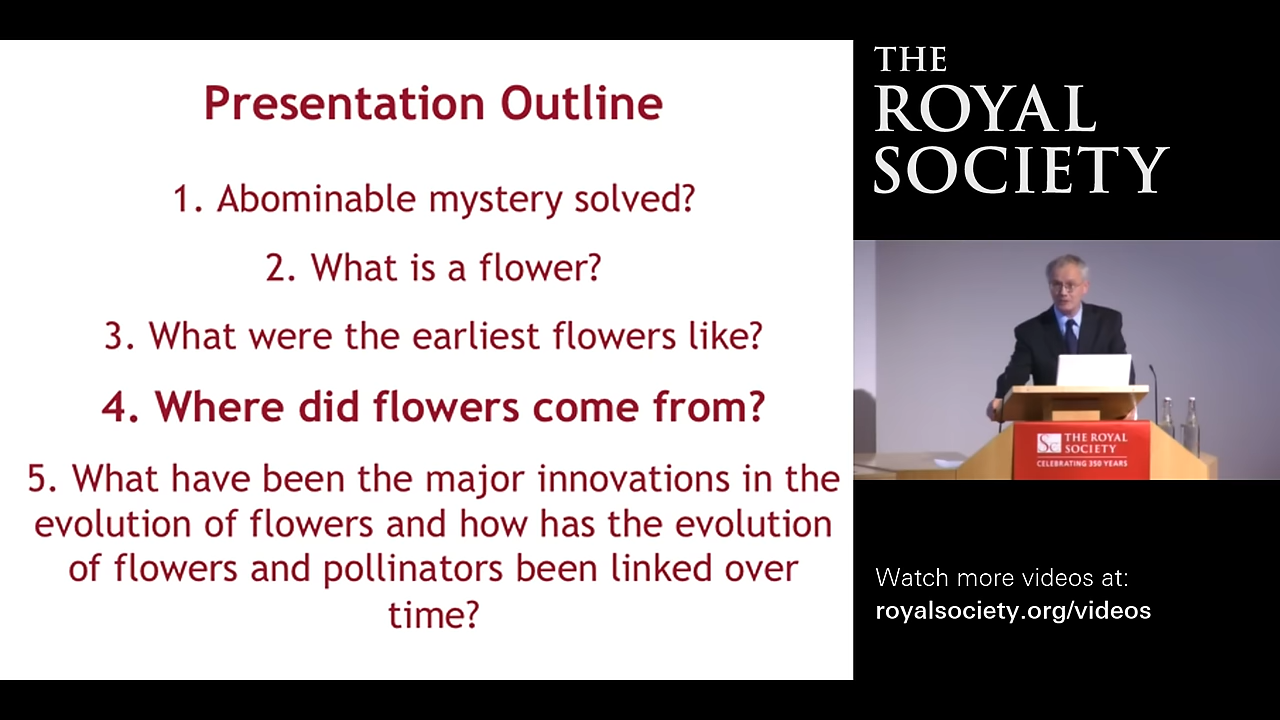 Presentation Outline
1. Abominable mystery solved?
2. What is a flower?
3. What were the earliest flowers like?
4. Where did flowers come from?
5. What have been the major innovations in the
evolution of flowers and how has the evolution
of flowers and pollinators been linked over
time?
THE
ROYAL
SOCIETY
THE ROYAL
SOCIETY
CELEBRATING 350 YEARS
Watch more videos at:
royalsociety.org/videos